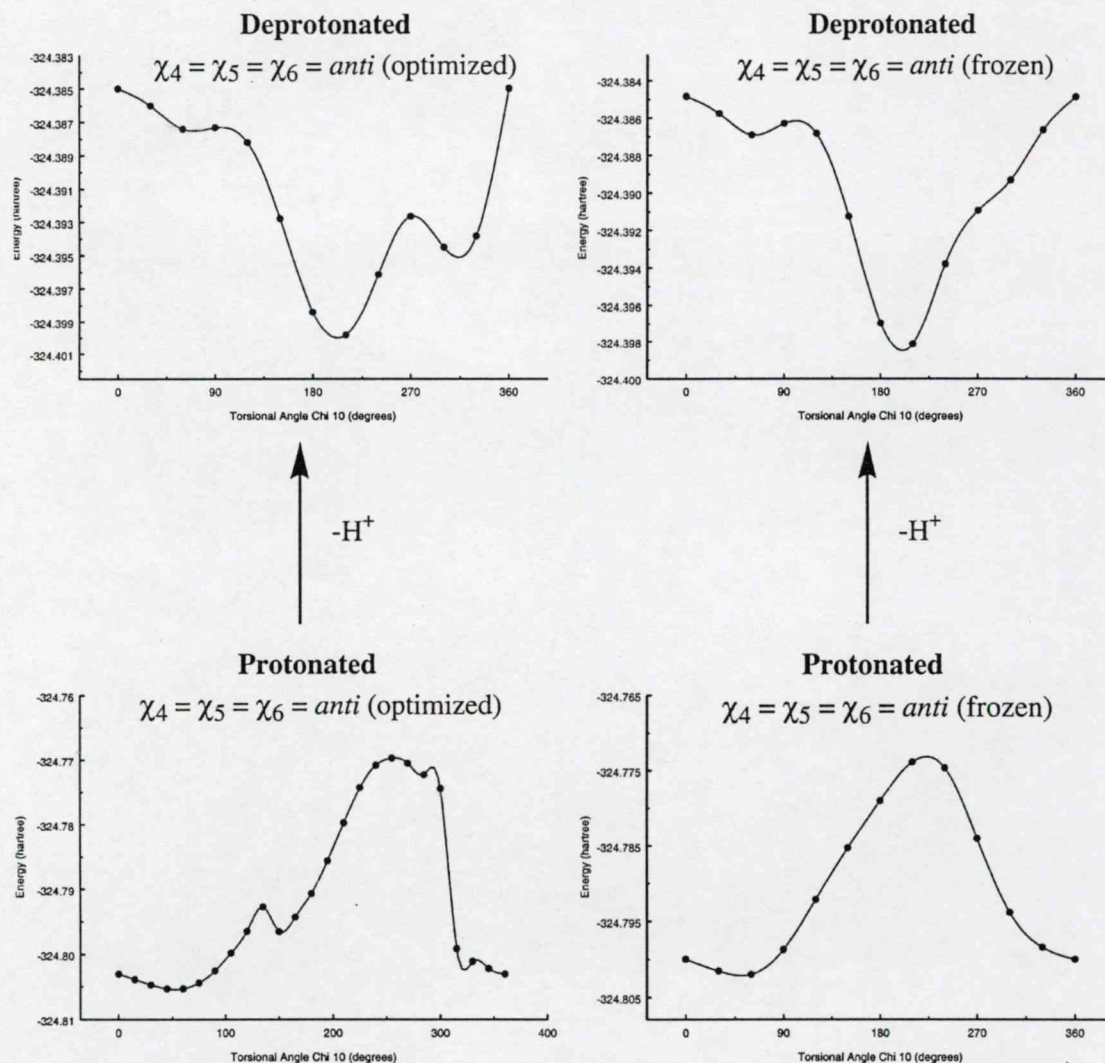 Deprotonated
χ4 = χ5 = χ6 = anti (optimized)
-324.383
-324.385
-324.387
-324.389
-324.391
-324.393
-324.395
-324.397
-324.399
-324.401
Energy (hartree)
0 90 180 270 360
Torsional Angle Chi 10 (degrees)
Deprotonated
χ4 = χ5 = χ6 = anti (frozen)
-324.384
-324.386
-324.388
-324.390
-324.392
-324.394
-324.396
-324.398
-324.400
Energy (hartree)
0 90 180 270 360
Torsional Angle Chi 10 (degrees)
-H+
-H+
Protonated
χ4 = χ5 = χ6 = anti (optimized)
-324.76
-324.77
-324.78
-324.79
-324.80
-324.81
Energy (hartree)
0 100 200 300 400
Torsional Angle Chi 10 (degrees)
Protonated
χ4 = χ5 = χ6 = anti (frozen)
-324.765
-324.775
-324.785
-324.795
-324.805
Energy (hartree)
0 90 180 270 360
Torsional Angle Chi 10 (degrees)